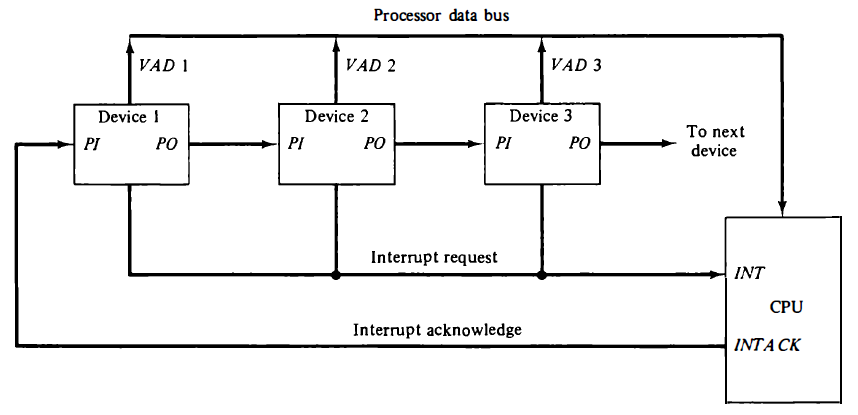 Processor data bus
VAD 1
VAD 2
VAD 3
Device 1
PI
PO
Device 2
PI
PO
Device 3
PI
PO
To next
device
Interrupt request
INT
CPU
Interrupt acknowledge
INTACK